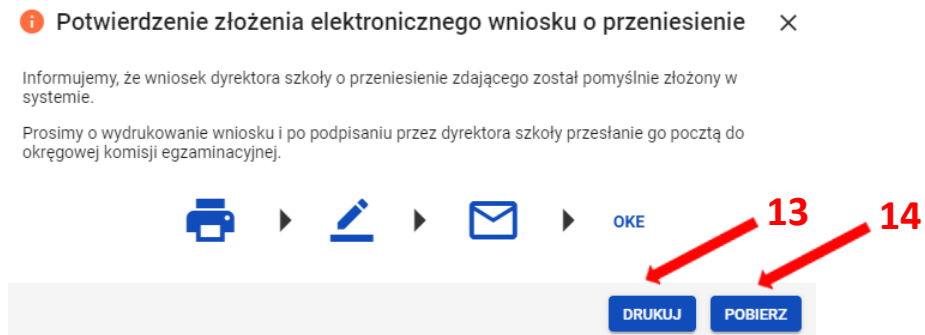 Potwierdzenie złożenia elektronicznego wniosku o przeniesienie
Informujemy, że wniosek dyrektora szkoły o przeniesienie zdającego został pomyślnie złożony w
systemie.
Prosimy o wydrukowanie wniosku i po podpisaniu przez dyrektora szkoły przesłanie go pocztą do
okręgowej komisji egzaminacyjnej.
OKE
13
14
DRUKUJ
POBIERZ